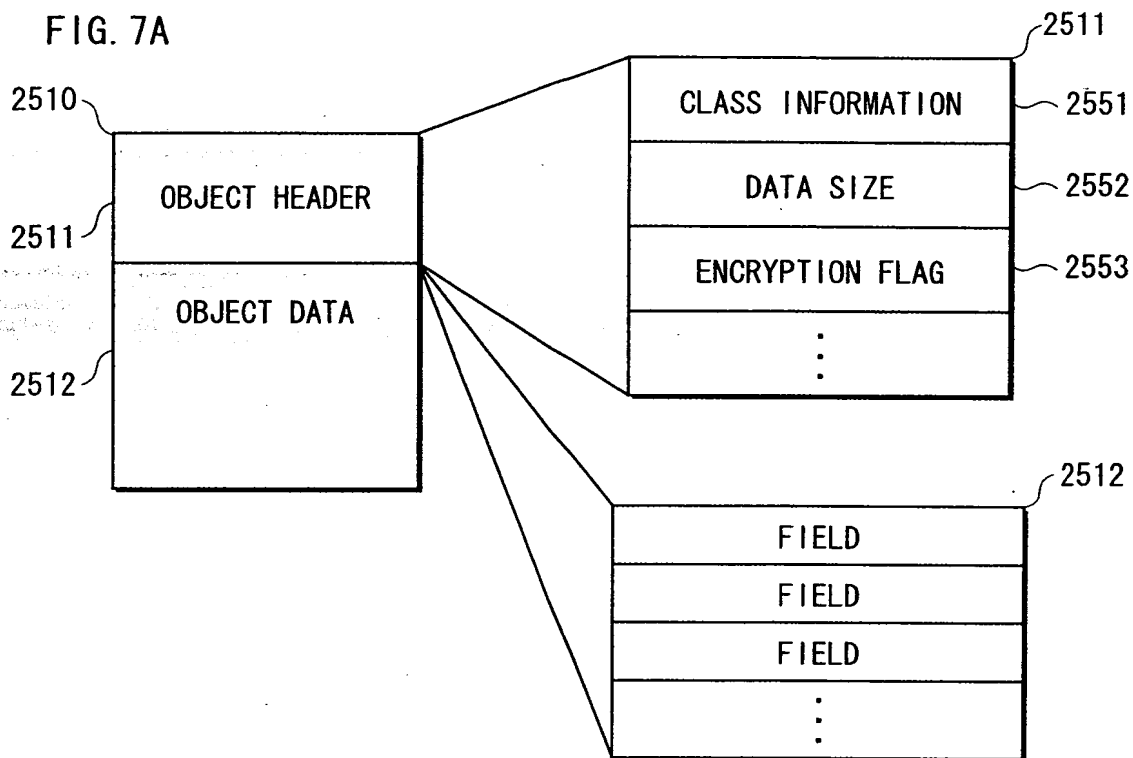 FIG. 7A
2510
OBJECT HEADER
2511
OBJECT DATA
2512
2511
CLASS INFORMATION
2551
DATA SIZE
2552
ENCRYPTION FLAG
2553
2512
FIELD
FIELD
FIELD